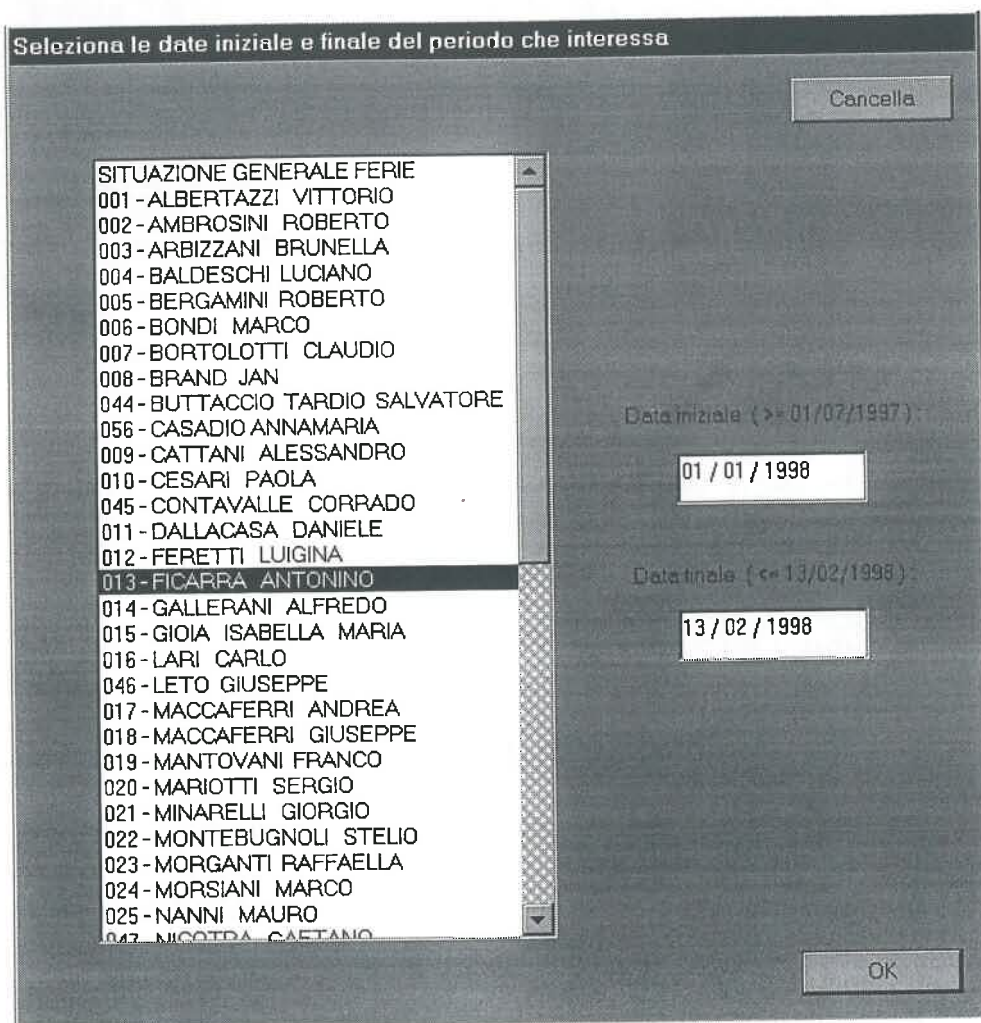 Seleziona le date iniziale e finale del periodo che interessa
Cancella
SITUAZIONE GENERALE FERIE
001 - ALBERTAZZI VITTORIO
002 - AMBROSINI ROBERTO
003 - ARBIZZANI BRUNELLA
004 - BALDESCHI LUCIANO
005 - BERGAMINI ROBERTO
006 - BONDI MARCO
007 - BORTOLOTTI CLAUDIO
008 - BRAND JAN
044 - BUTTACCIO TARDIO SALVATORE
056 - CASADIO ANNAMARIA
009 - CATTANI ALESSANDRO
010 - CESARI PAOLA
045 - CONTAVALLE CORRADO
011 - DALLACASA DANIELE
012 - FERETTI LUIGINA
013 - FICARRA ANTONINO
014 - GALLERANI ALFREDO
015 - GIOIA ISABELLA MARIA
016 - LARI CARLO
046 - LETO GIUSEPPE
017 - MACCAFERRI ANDREA
018 - MACCAFERRI GIUSEPPE
019 - MANTOVANI FRANCO
020 - MARIOTTI SERGIO
021 - MINARELLI GIORGIO
022 - MONTEBUGNOLI STELIO
023 - MORGANTI RAFFAELLA
024 - MORSIANI MARCO
025 - NANNI MAURO
047 - NICOTRA GAETANO
Data iniziale ( >= 01/07/1997 ) :
01 / 01 / 1998
Data finale ( <= 13/02/1998 ) :
13 / 02 / 1998
OK